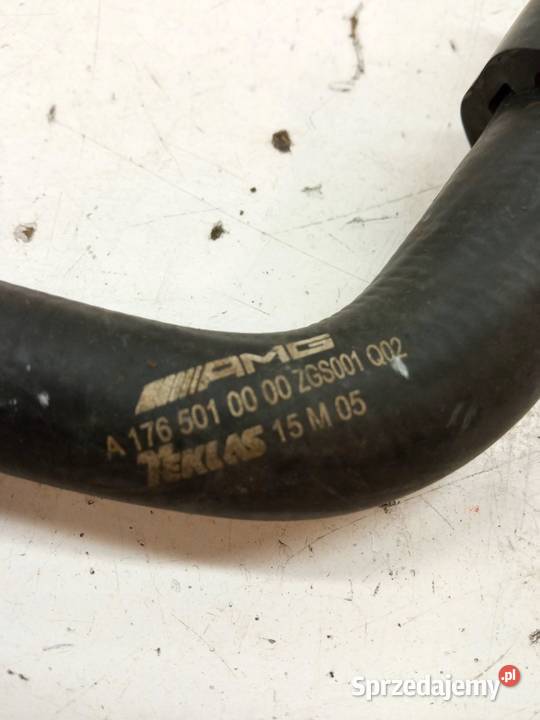 AMG
A 176 501 00 00 ZGS001 Q02
TEKLAS 15 M 05
Sprzedajemy.pl